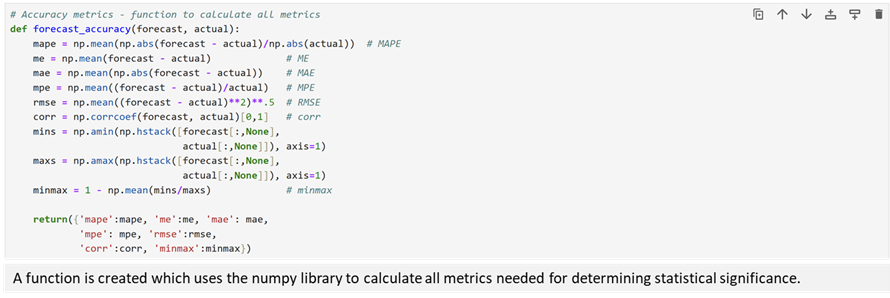 # Accuracy metrics - function to calculate all metrics
def forecast_accuracy(forecast, actual):
    mape = np.mean(np.abs(forecast - actual)/np.abs(actual))  # MAPE
    me = np.mean(forecast - actual)             # ME
    mae = np.mean(np.abs(forecast - actual))    # MAE
    mpe = np.mean((forecast - actual)/actual)   # MPE
    rmse = np.mean((forecast - actual)**2)**.5  # RMSE
    corr = np.corrcoef(forecast, actual)[0,1]   # corr
    mins = np.amin(np.hstack([forecast[:,None],
                              actual[:,None]]), axis=1)
    maxs = np.amax(np.hstack([forecast[:,None],
                              actual[:,None]]), axis=1)
    minmax = 1 - np.mean(mins/maxs)             # minmax
    return({'mape':mape, 'me':me, 'mae': mae,
            'mpe': mpe, 'rmse':rmse,
            'corr':corr, 'minmax':minmax})
A function is created which uses the numpy library to calculate all metrics needed for determining statistical significance.